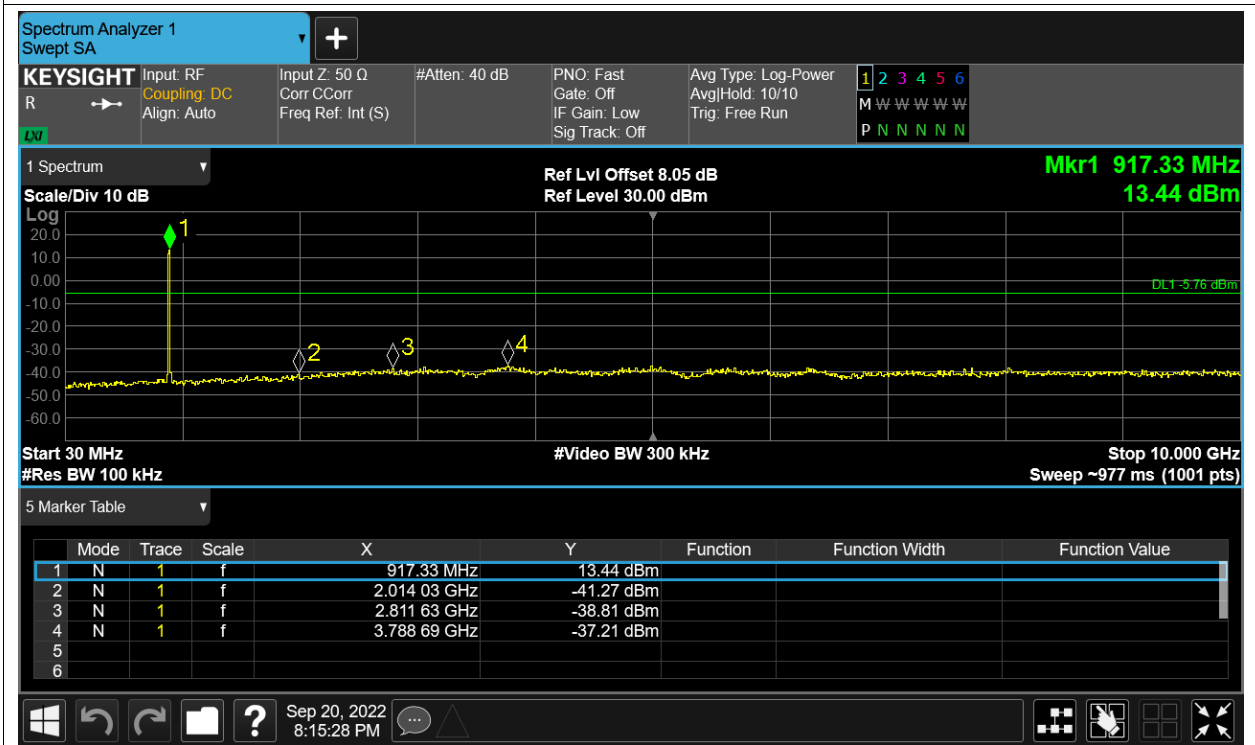 Spectrum Analyzer 1
Swept SA
KEYSIGHT Input: RF Input Z: 50 Ω #Atten: 40 dB PNO: Fast Avg Type: Log-Power 1 2 3 4 5 6
R Coupling: DC Corr CCorr Gate: Off Avg|Hold: 10/10 M W W W W W
Align: Auto Freq Ref: Int (S) IF Gain: Low Trig: Free Run
LXI Sig Track: Off P N N N N N
1 Spectrum Ref Lvl Offset 8.05 dB Mkr1 917.33 MHz
Scale/Div 10 dB Ref Level 30.00 dBm 13.44 dBm
Log
1
20.0
10.0
0.00 DL1 -5.76 dBm
-10.0
-20.0
-30.0 2 3 4
-40.0
-50.0
-60.0
Start 30 MHz #Video BW 300 kHz Stop 10.000 GHz
#Res BW 100 kHz Sweep ~977 ms (1001 pts)
5 Marker Table
Mode Trace Scale X Y Function Function Width Function Value
1 N 1 f 917.33 MHz 13.44 dBm
2 N 1 f 2.014 03 GHz -41.27 dBm
3 N 1 f 2.811 63 GHz -38.81 dBm
4 N 1 f 3.788 69 GHz -37.21 dBm
5
6
? Sep 20, 2022
8:15:28 PM